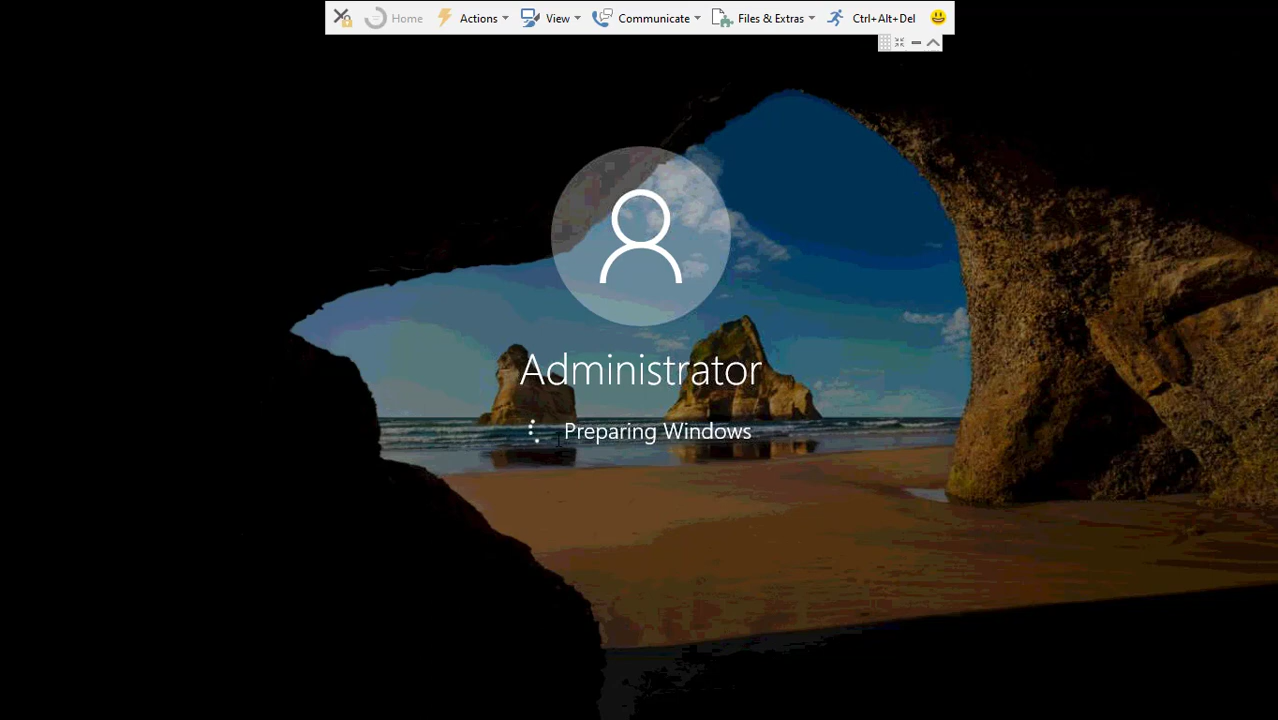 Home Actions View Communicate Files & Extras Ctrl+Alt+Del
Administrator
Preparing Windows